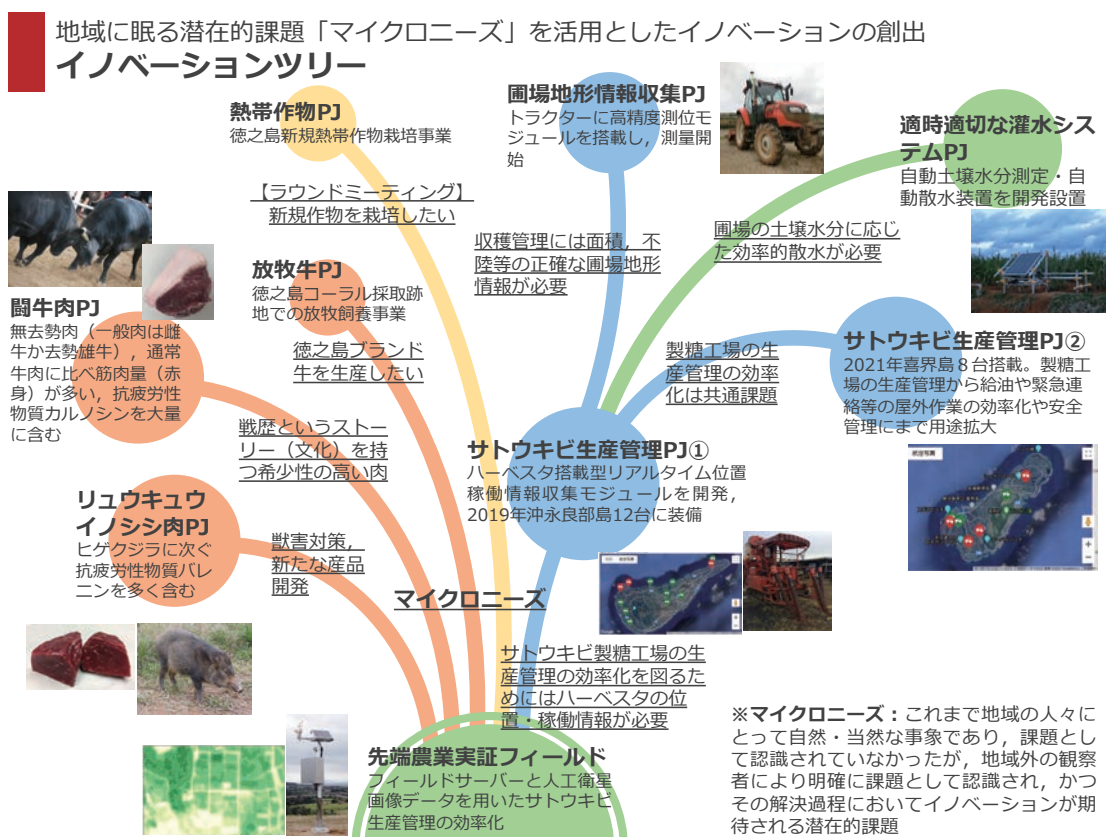 地域に眠る潜在的課題「マイクロニーズ」を活用としたイノベーションの創出
イノベーションツリー
熱帯作物PJ
徳之島新規熱帯作物栽培事業
【ラウンドミーティング】
新規作物を栽培したい
圃場地形情報収集PJ
トラクターに高精度測位モ
ジュールを搭載し，測量開
始
収穫管理には面積，不
陸等の正確な圃場地形
情報が必要
適時適切な灌水シス
テムPJ
自動土壌水分測定・自
動散水装置を開発設置
圃場の土壌水分に応じ
た効率的散水が必要
放牧牛PJ
徳之島コーラル採取跡
地での放牧飼養事業
徳之島ブランド
牛を生産したい
闘牛肉PJ
無去勢肉（一般肉は雌
牛か去勢雄牛），通常
牛肉に比べ筋肉量（赤
身）が多い，抗疲労性
物質カルノシンを大量
に含む
戦歴というストー
リー（文化）を持
つ希少性の高い肉
製糖工場の生
産管理の効率
化は共通課題
サトウキビ生産管理PJ②
2021年喜界島８台搭載。製糖工
場の生産管理から給油や緊急連
絡等の屋外作業の効率化や安全
管理にまで用途拡大
サトウキビ生産管理PJ①
ハーベスタ搭載型リアルタイム位置
稼働情報収集モジュールを開発，
2019年沖永良部島12台に装備
リュウキュウ
イノシシ肉PJ
ヒゲクジラに次ぐ
抗疲労性物質バレ
ニンを多く含む
獣害対策，
新たな産品
開発
マイクロニーズ
サトウキビ製糖工場の生
産管理の効率化を図るた
めにはハーベスタの位
置・稼働情報が必要
先端農業実証フィールド
フィールドサーバーと人工衛星
画像データを用いたサトウキビ
生産管理の効率化
※マイクロニーズ：これまで地域の人々に
とって自然・当然な事象であり，課題とし
て認識されていなかったが，地域外の観察
者により明確に課題として認識され，かつ
その解決過程においてイノベーションが期
待される潜在的課題